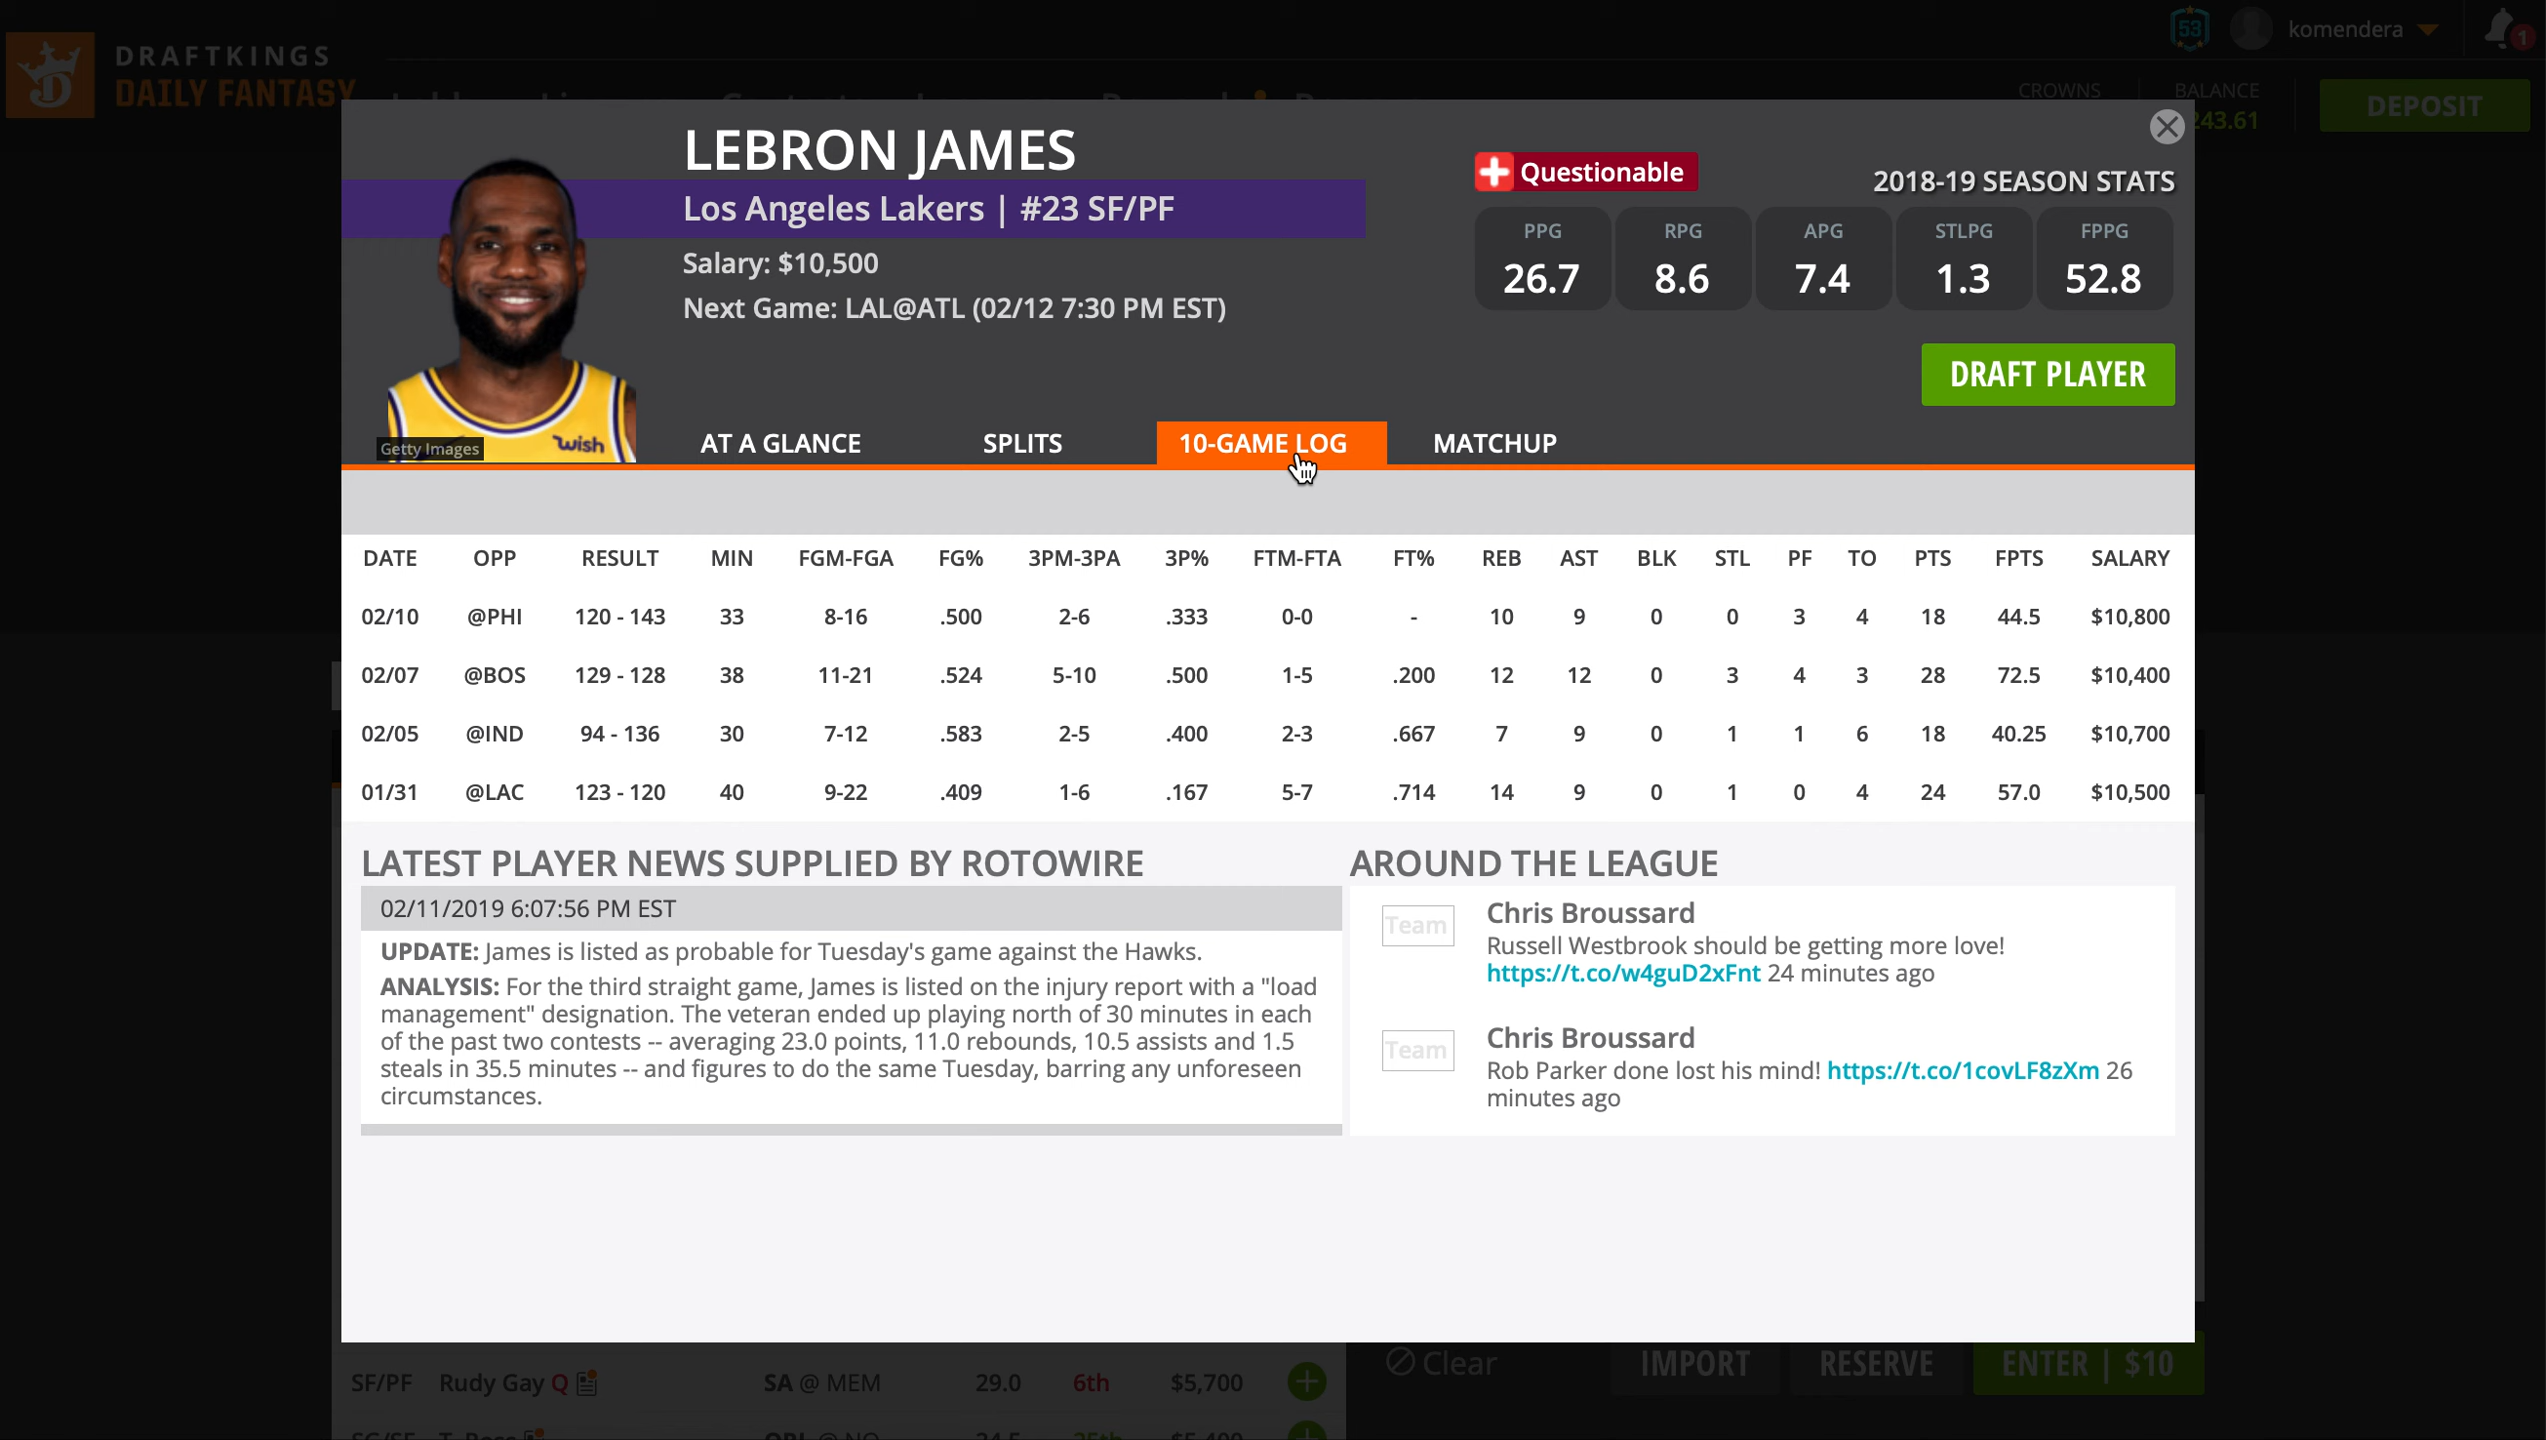 DRAFTKINGS
DAILY FANTASY
53
komendera
1
CROWNS
BALANCE
243.61
DEPOSIT
LEBRON JAMES
Los Angeles Lakers | #23 SF/PF
Salary: $10,500
Next Game: LAL@ATL (02/12 7:30 PM EST)
Questionable
2018-19 SEASON STATS
PPG RPG APG STLPG FPPG
26.7 8.6 7.4 1.3 52.8
DRAFT PLAYER
wish
Getty Images
AT A GLANCE SPLITS 10-GAME LOG MATCHUP
DATE OPP RESULT MIN FGM-FGA FG% 3PM-3PA 3P% FTM-FTA FT% REB AST BLK STL PF TO PTS FPTS SALARY
02/10 @PHI 120 - 143 33 8-16 .500 2-6 .333 0-0 - 10 9 0 0 3 4 18 44.5 $10,800
02/07 @BOS 129 - 128 38 11-21 .524 5-10 .500 1-5 .200 12 12 0 3 4 3 28 72.5 $10,400
02/05 @IND 94 - 136 30 7-12 .583 2-5 .400 2-3 .667 7 9 0 1 1 6 18 40.25 $10,700
01/31 @LAC 123 - 120 40 9-22 .409 1-6 .167 5-7 .714 14 9 0 1 0 4 24 57.0 $10,500
LATEST PLAYER NEWS SUPPLIED BY ROTOWIRE
02/11/2019 6:07:56 PM EST
UPDATE: James is listed as probable for Tuesday's game against the Hawks.
ANALYSIS: For the third straight game, James is listed on the injury report with a "load
management" designation. The veteran ended up playing north of 30 minutes in each
of the past two contests -- averaging 23.0 points, 11.0 rebounds, 10.5 assists and 1.5
steals in 35.5 minutes -- and figures to do the same Tuesday, barring any unforeseen
circumstances.
AROUND THE LEAGUE
Team
Chris Broussard
Russell Westbrook should be getting more love!
https://t.co/w4guD2xFnt 24 minutes ago
Team
Chris Broussard
Rob Parker done lost his mind! https://t.co/1covLF8zXm 26
minutes ago
SF/PF Rudy Gay Q SA @ MEM 29.0 6th $5,700
Clear
IMPORT
RESERVE
ENTER | $10